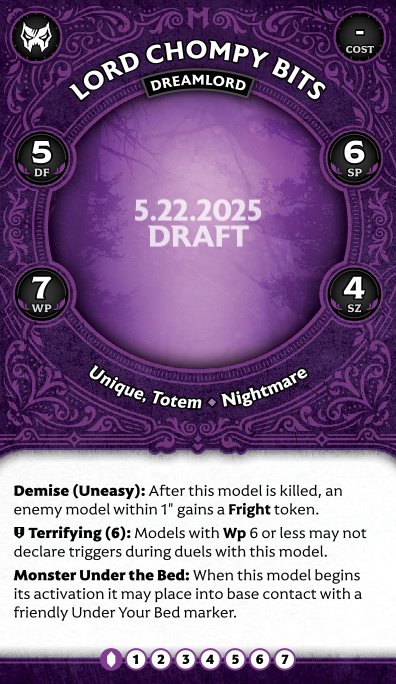 -
COST
LORD CHOMPY BITS
DREAMLORD
5
DF
6
SP
5.22.2025
DRAFT
7
WP
4
SZ
Unique, Totem ◆ Nightmare
Demise (Uneasy): After this model is killed, an
enemy model within 1" gains a Fright token.
Terrifying (6): Models with Wp 6 or less may not
declare triggers during duels with this model.
Monster Under the Bed: When this model begins
its activation it may place into base contact with a
friendly Under Your Bed marker.
1 2 3 4 5 6 7